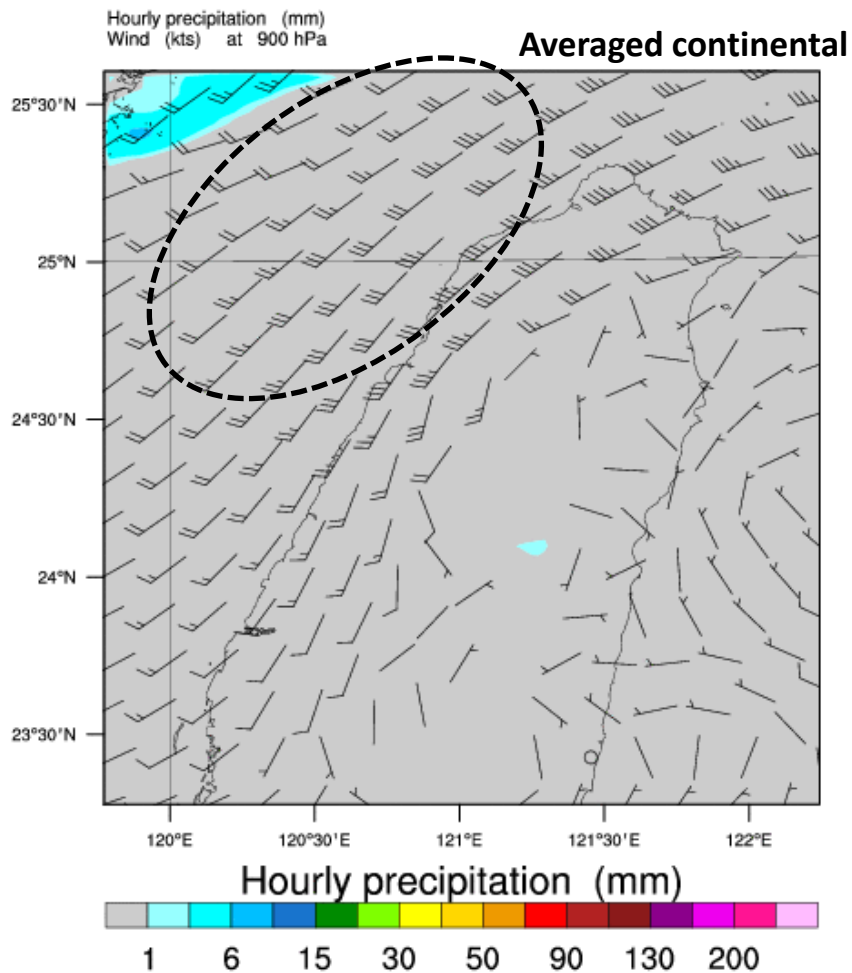 Hourly precipitation (mm)
Wind (kts) at 900 hPa
Averaged continental
25°30'N
25°N
24°30'N
24°N
23°30'N
120°E 120°30'E 121°E 121°30'E 122°E
Hourly precipitation (mm)
1 6 15 30 50 90 130 200